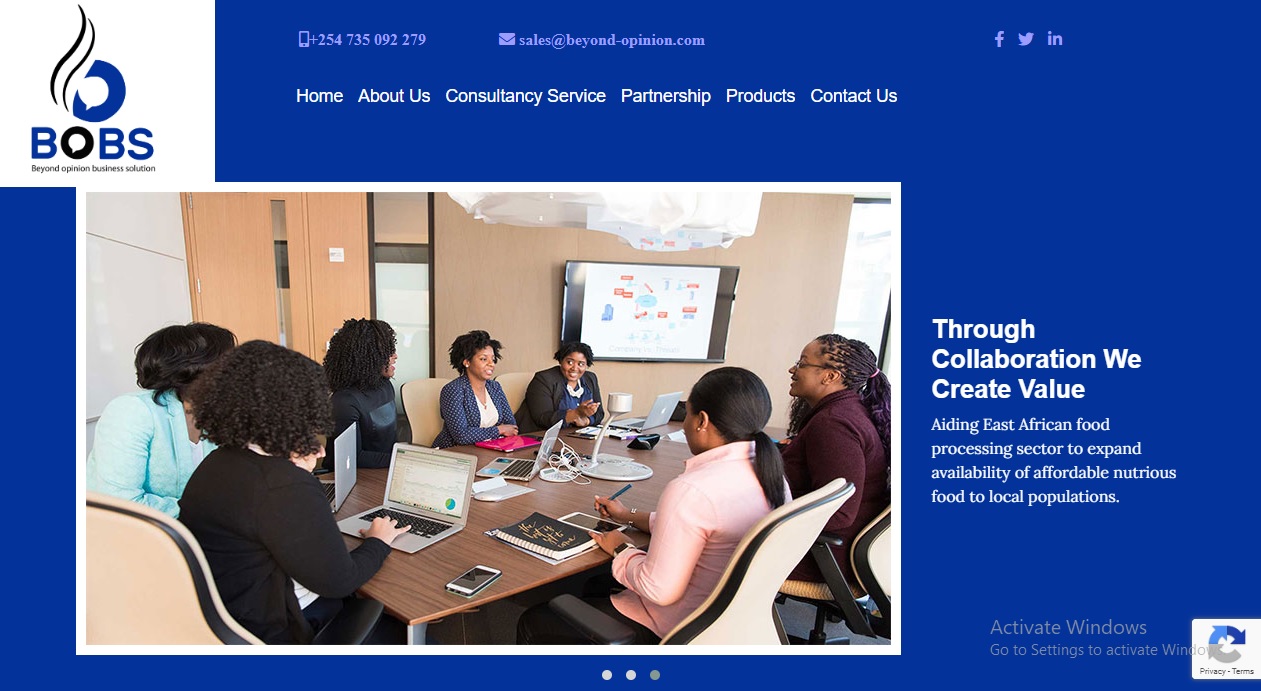 +254 735 092 279
sales@beyond-opinion.com
Home About Us Consultancy Service Partnership Products Contact Us
BOBS
Beyond opinion business solution
Through
Collaboration We
Create Value
Aiding East African food
processing sector to expand
availability of affordable nutrious
food to local populations.
Activate Windows
Go to Settings to activate Windows
Privacy - Terms